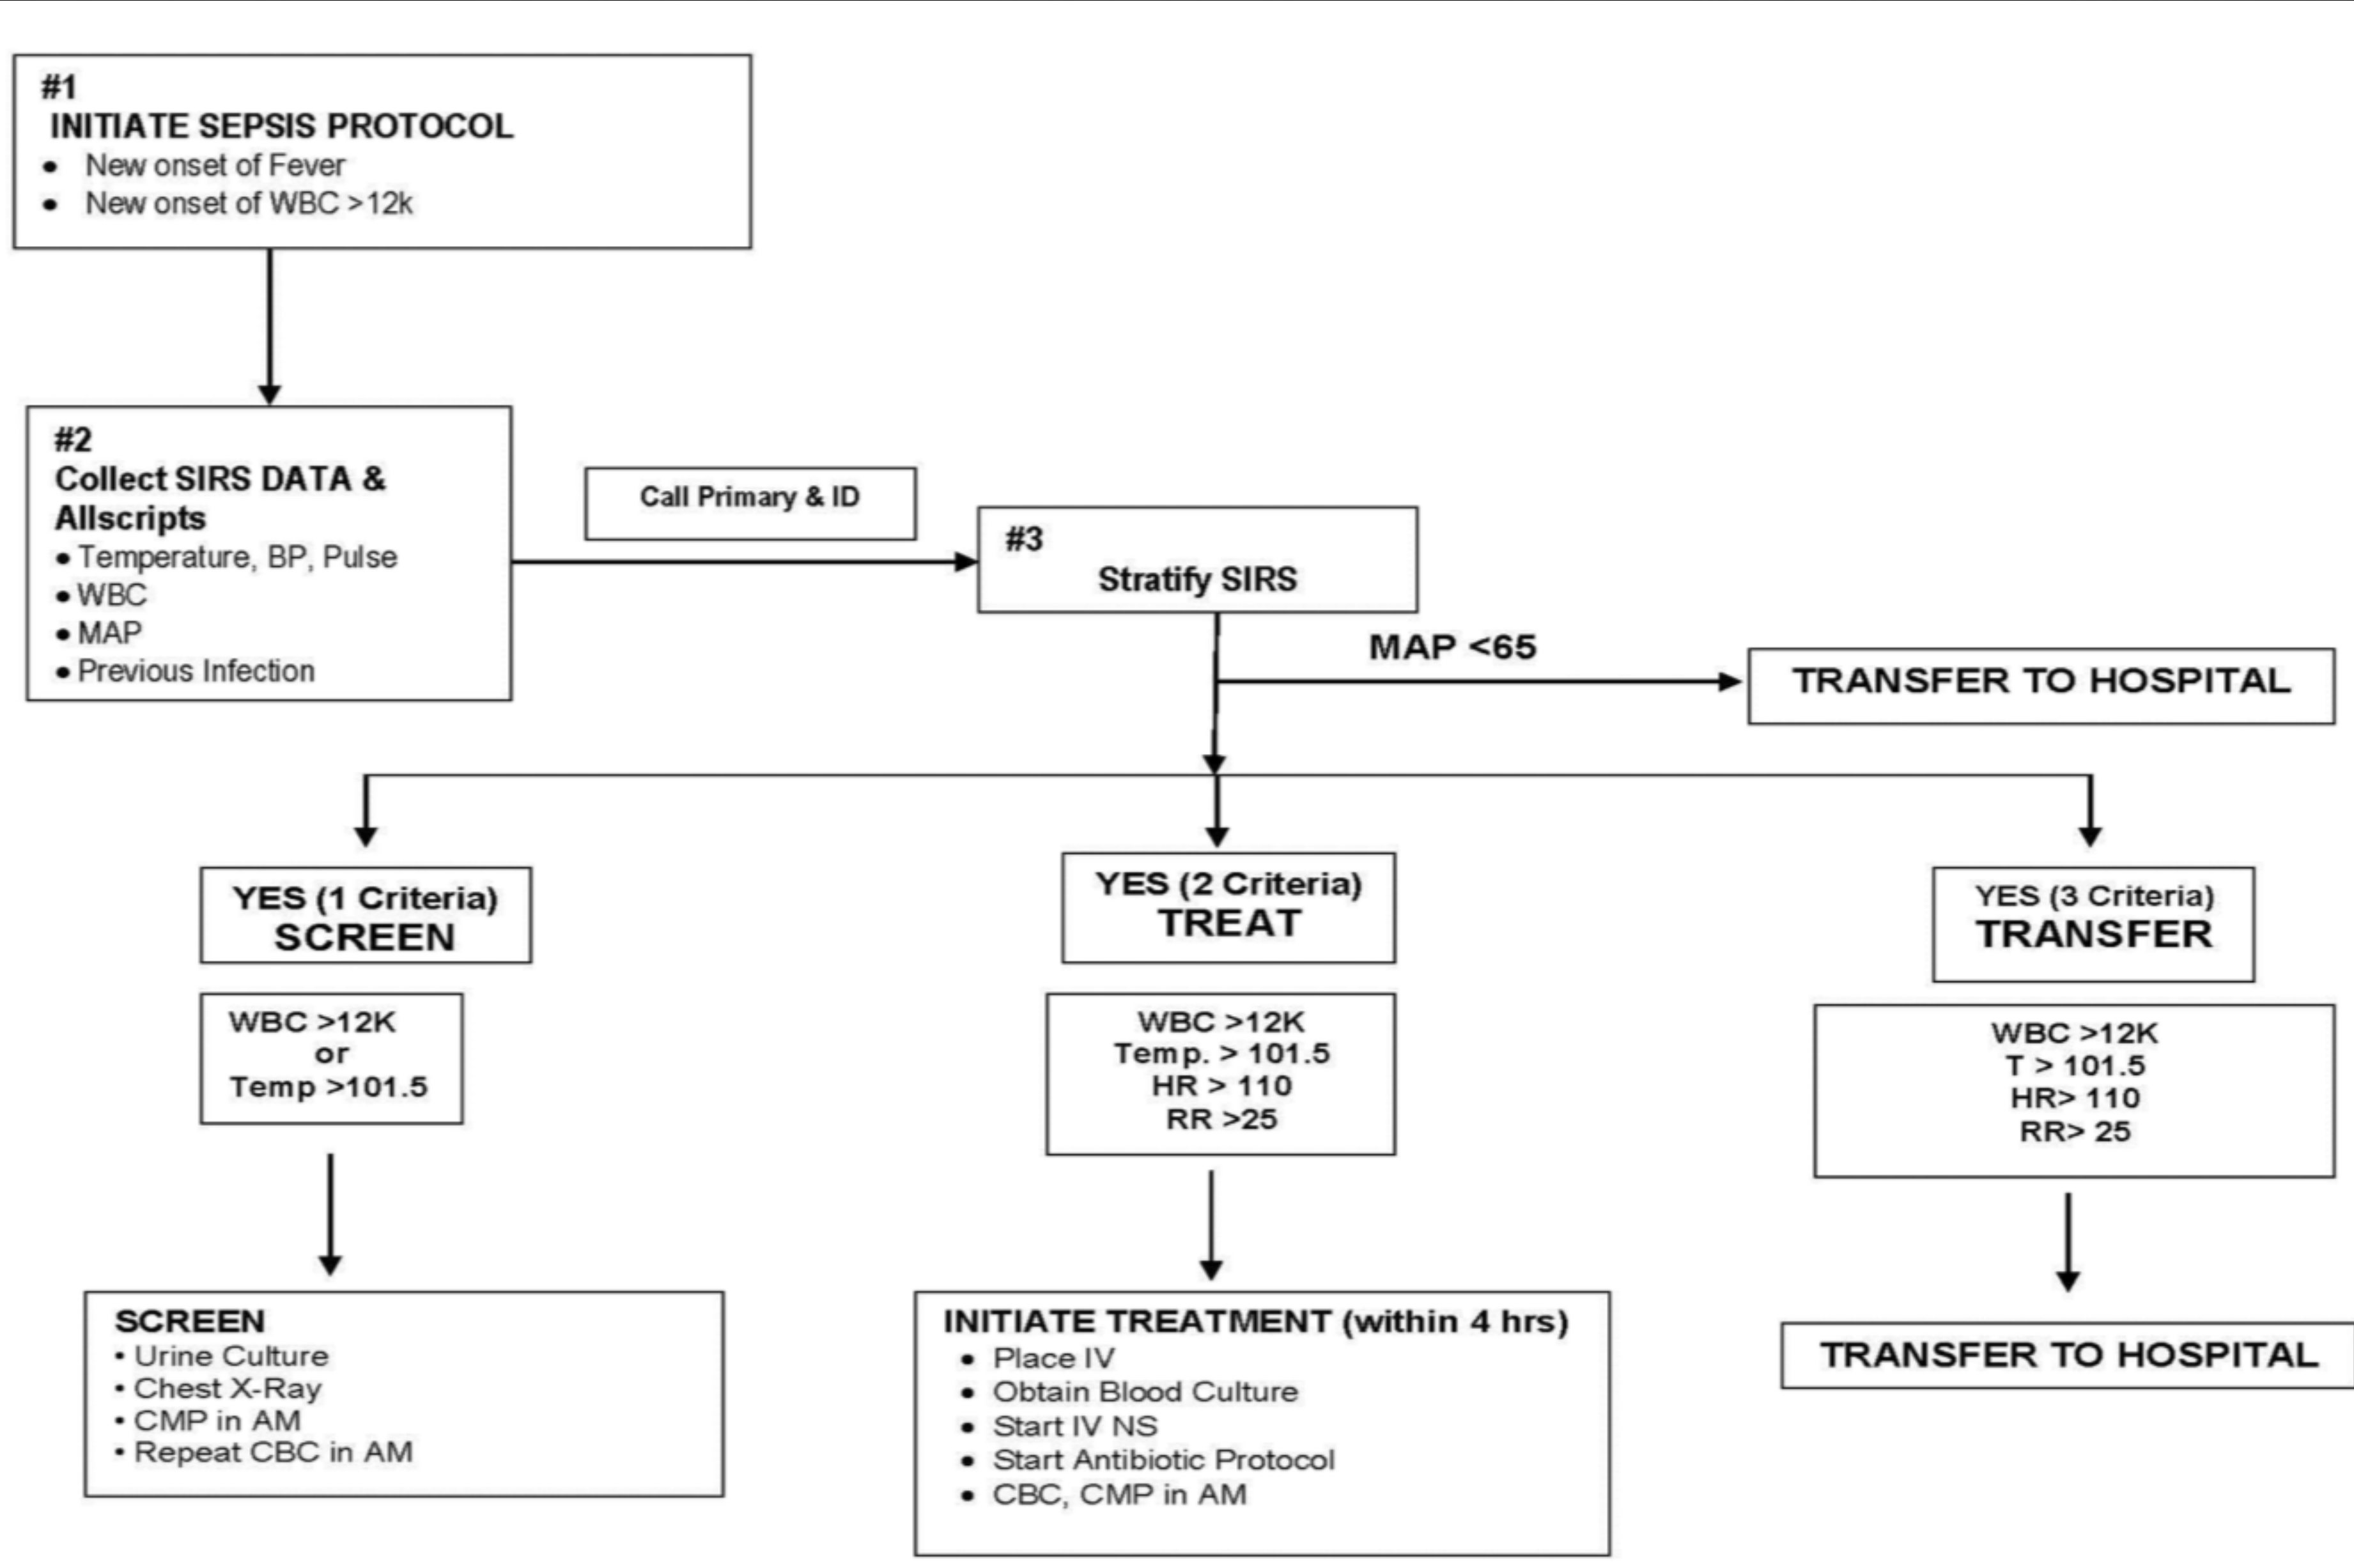 #1
INITIATE SEPSIS PROTOCOL
• New onset of Fever
• New onset of WBC >12k
#2
Collect SIRS DATA &
Allscripts
• Temperature, BP, Pulse
• WBC
• MAP
• Previous Infection
Call Primary & ID
#3
Stratify SIRS
MAP <65
TRANSFER TO HOSPITAL
YES (1 Criteria)
SCREEN
WBC >12K
or
Temp >101.5
SCREEN
• Urine Culture
• Chest X-Ray
• CMP in AM
• Repeat CBC in AM
YES (2 Criteria)
TREAT
WBC >12K
Temp. > 101.5
HR > 110
RR >25
INITIATE TREATMENT (within 4 hrs)
• Place IV
• Obtain Blood Culture
• Start IV NS
• Start Antibiotic Protocol
• CBC, CMP in AM
YES (3 Criteria)
TRANSFER
WBC >12K
T > 101.5
HR> 110
RR> 25
TRANSFER TO HOSPITAL